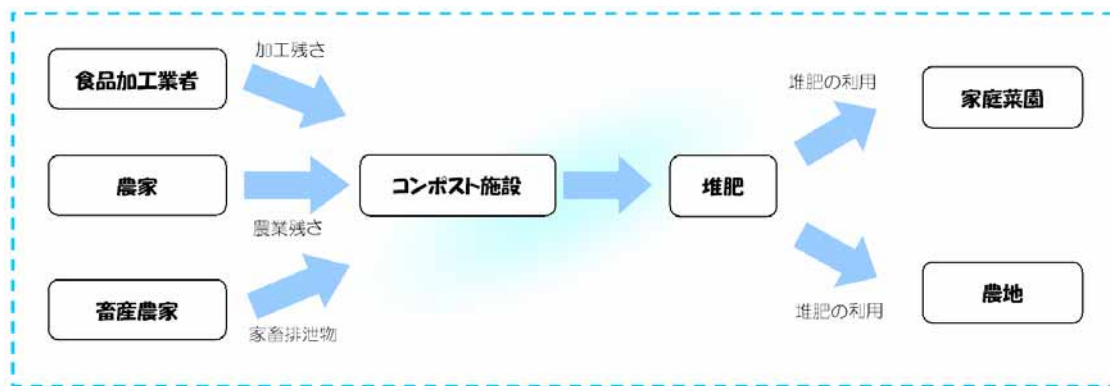 食品加工業者
加工残さ
農家
農業残さ
畜産農家
家畜排泄物
コンポスト施設
堆肥
堆肥の利用
家庭菜園
堆肥の利用
農地